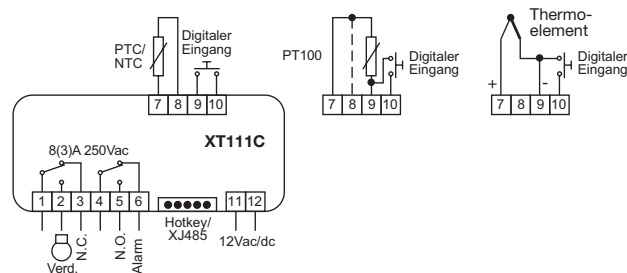 PTC/
NTC
Digitaler
Eingang
7 8 9 10
PT100
Digitaler
Eingang
7 8 9 10
Thermo-
element
Digitaler
Eingang
+ -
7 8 9 10
XT111C
8(3)A 250Vac
1 2 3 4 5 6
11 12
Verd.
N.C.
N.O.
Alarm
Hotkey/
XJ485
12Vac/dc